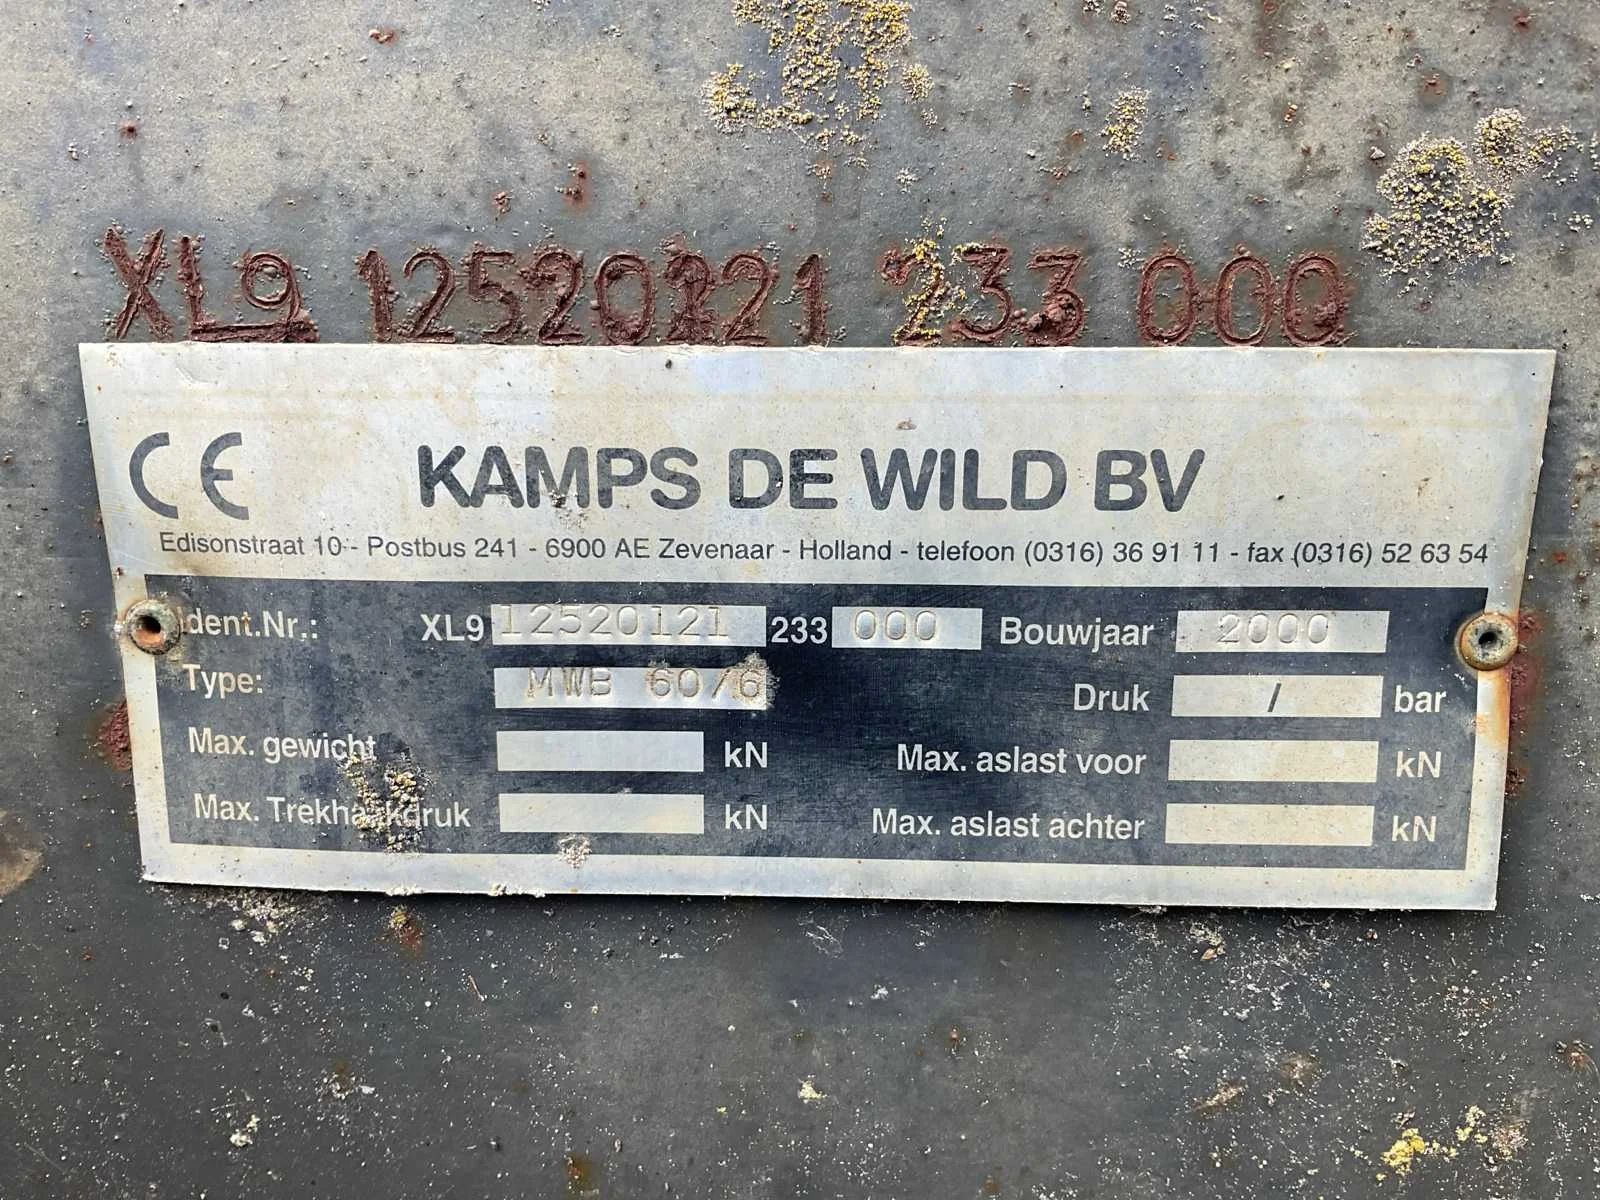 XL9 12520121 233 000
CE KAMPS DE WILD BV
Edisonstraat 10 - Postbus 241 - 6900 AE Zevenaar - Holland - telefoon (0316) 36 91 11 - fax (0316) 52 63 54
Ident.Nr.: XL9 12520121 233 000 Bouwjaar 2000
Type: MWB 60/6 Druk / bar
Max. gewicht kN Max. aslast voor kN
Max. Trekhaakdruk kN Max. aslast achter kN